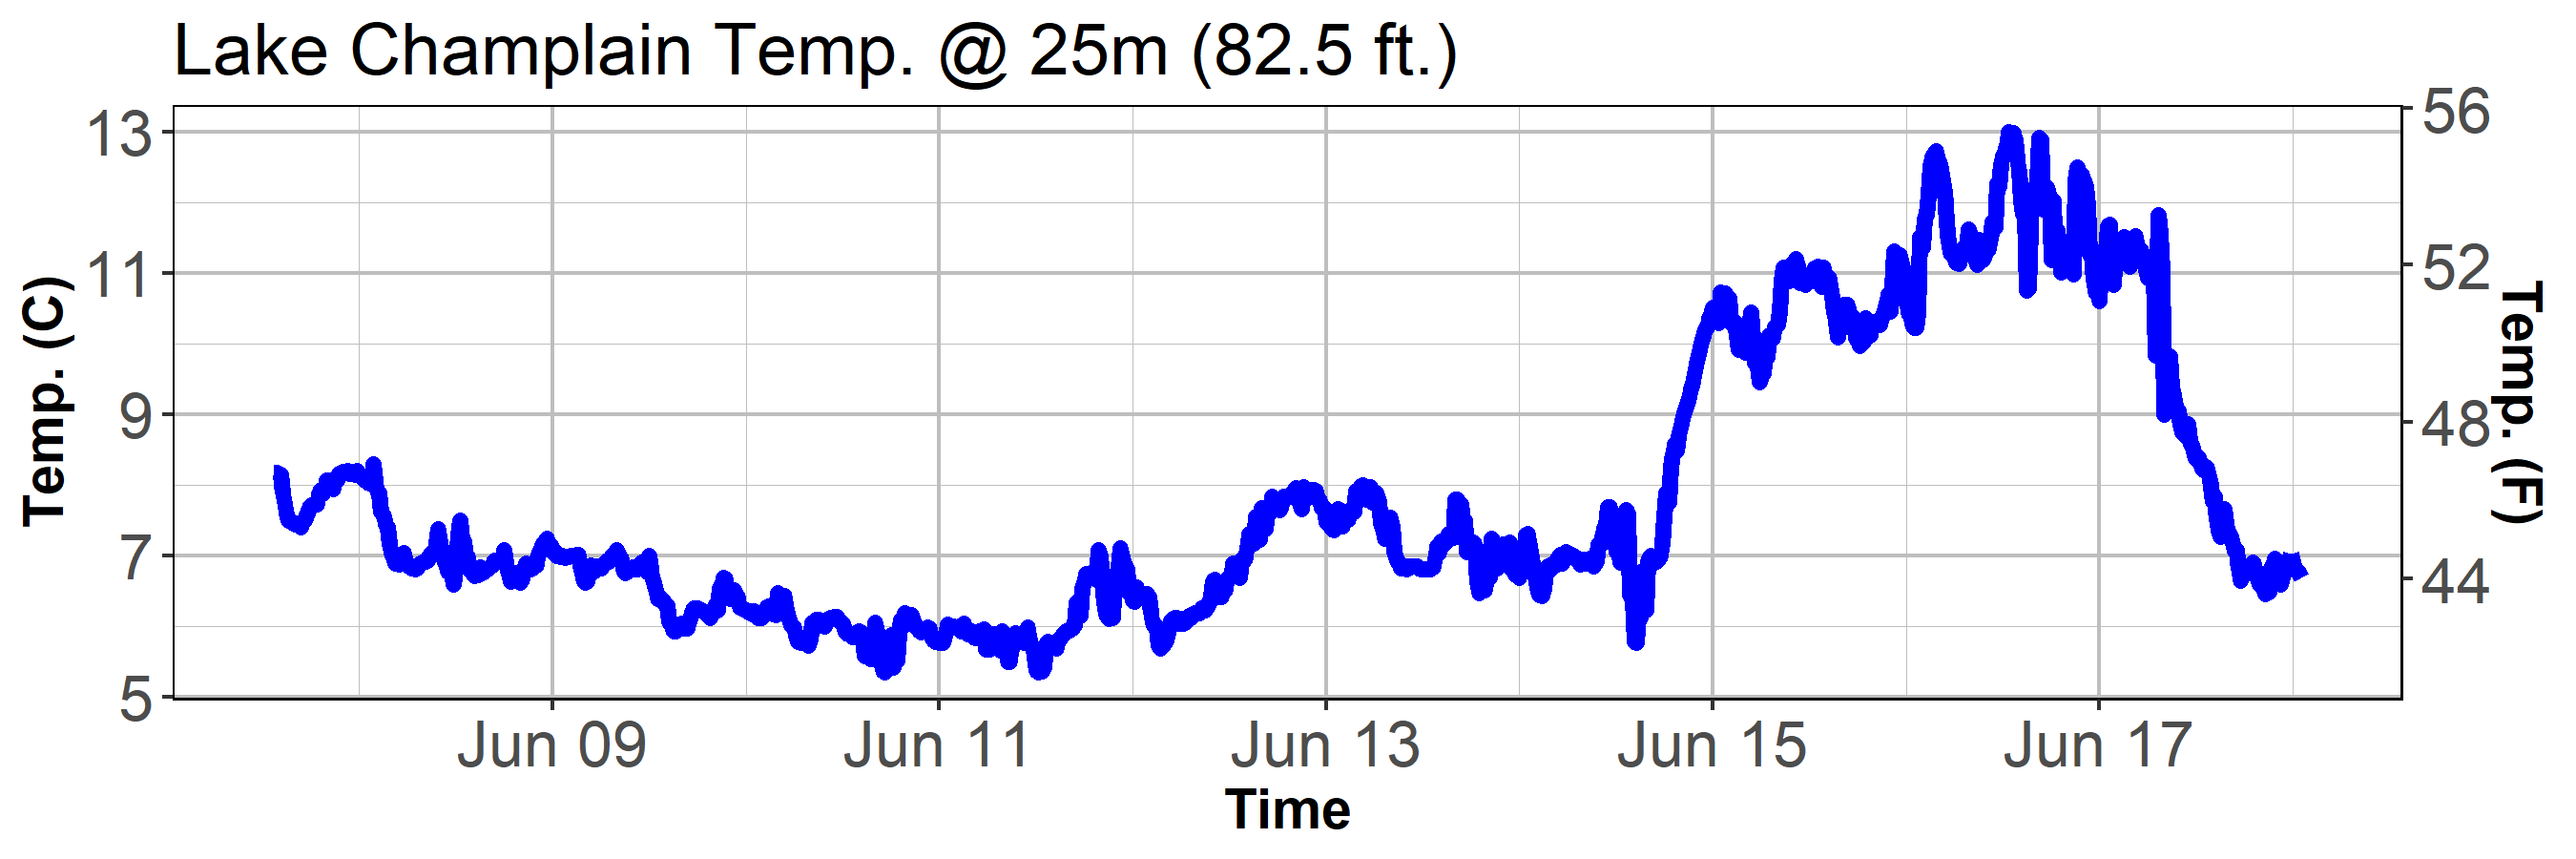 Lake Champlain Temp. @ 25m (82.5 ft.)
13
11
9
7
5
Temp. (C)
56
52
48
44
Temp. (F)
Jun 09 Jun 11 Jun 13 Jun 15 Jun 17
Time